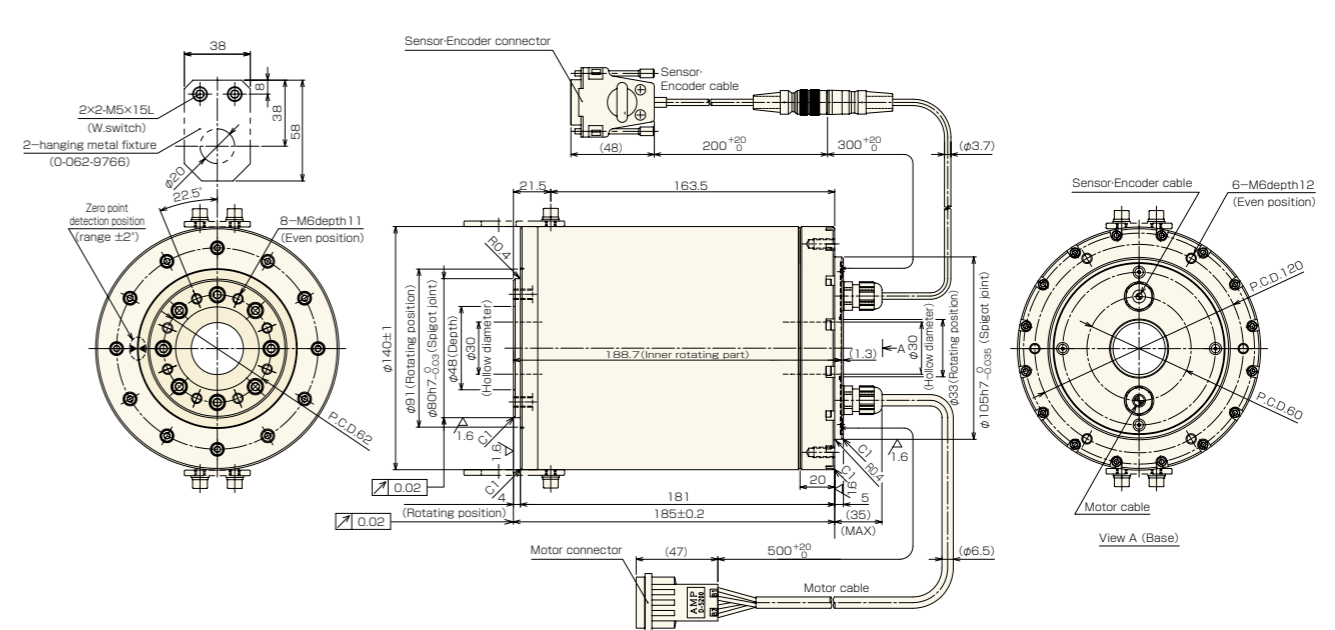 38
8
38
58
2×2-M5×15L
(W.switch)
2-hanging metal fixture
(0-062-9766)
φ20
22.5°
Zero point
detection position
(range ±2°)
8-M6depth11
(Even position)
P.C.D.62
Sensor·Encoder connector
Sensor·
Encoder cable
(48)
200 +20 0
300 +20 0
(φ3.7)
21.5
163.5
R0.4
φ140±1
φ91(Rotating position)
φ80h7 0 -0.03 (Spigot joint)
φ48(Depth)
φ30
(Hollow diameter)
188.7(Inner rotating part)
(1.3)
A
φ30
(Hollow diameter)
φ33(Rotating position)
φ105h7 0 -0.035 (Spigot joint)
C1
1.6
1.6
C1
C1
R0.4
1.6
C1
1.6
0.02
4
20
181
5
(Rotating position)
185±0.2
(35)
(MAX)
0.02
Motor connector
(47)
500 +20 0
(φ6.5)
AMP
D-5200
Motor cable
Sensor·Encoder cable
6-M6depth12
(Even position)
P.C.D.120
P.C.D.60
Motor cable
View A (Base)